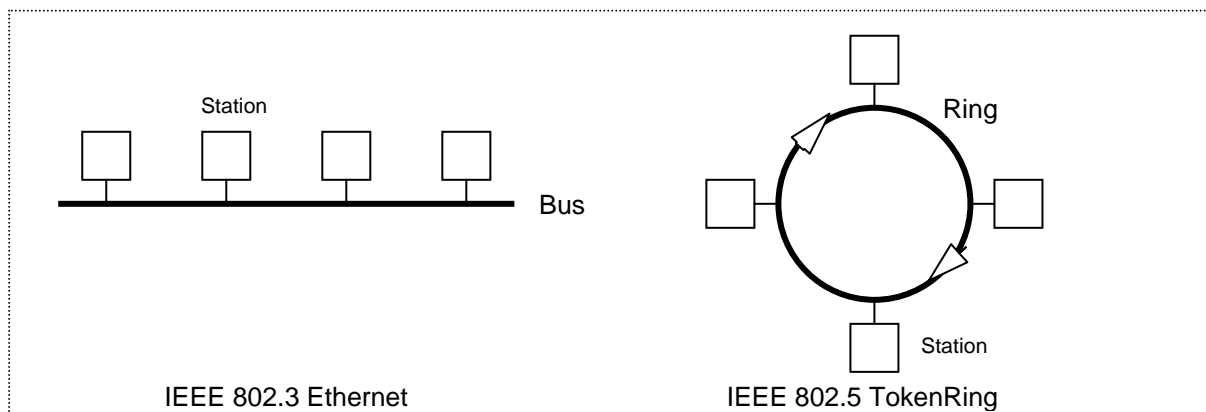 Station
Bus
IEEE 802.3 Ethernet
Ring
Station
IEEE 802.5 TokenRing